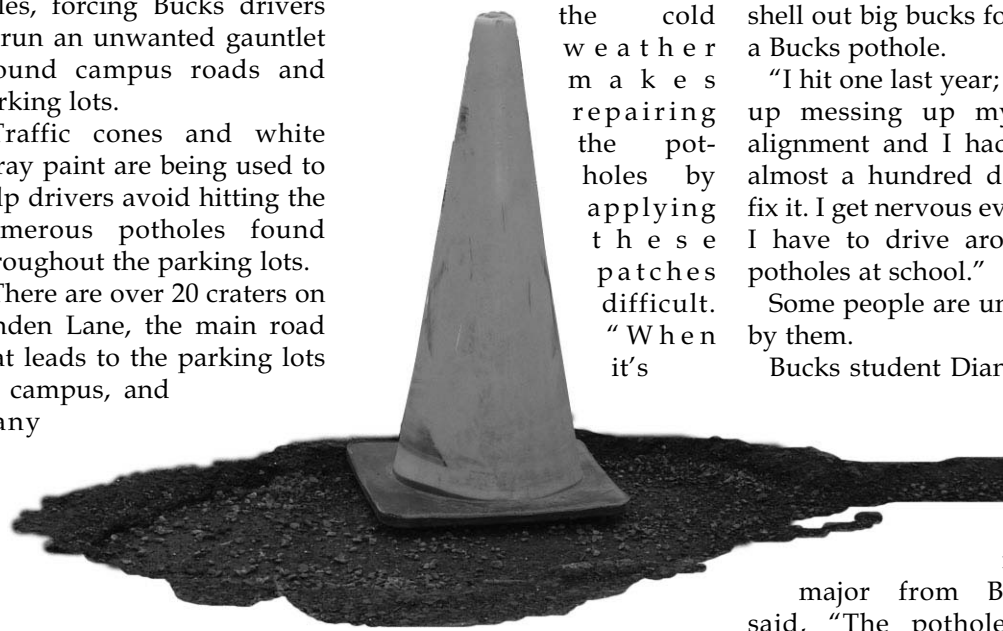 les, forcing Bucks drivers
run an unwanted gauntlet
ound campus roads and
rking lots.
Traffic cones and white
ray paint are being used to
lp drivers avoid hitting the
merous potholes found
roughout the parking lots.
There are over 20 craters on
nden Lane, the main road
at leads to the parking lots
campus, and
any
the cold
weather
makes
repairing
the pot-
holes by
applying
these
patches
difficult.
“When
it’s
shell out big bucks fo
a Bucks pothole.
“I hit one last year;
up messing up my
alignment and I had
almost a hundred d
fix it. I get nervous ev
I have to drive aro
potholes at school.”
Some people are un
by them.
Bucks student Dian
major from B
said, “The pothole